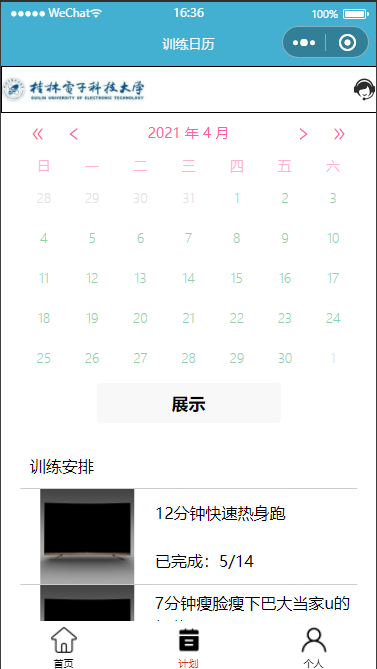 WeChat 16:36 100%
训练日历
桂林電子科技大学
GUILIN UNIVERSITY OF ELECTRONIC TECHNOLOGY
2021 年 4 月
日 一 二 三 四 五 六
28 29 30 31 1 2 3
4 5 6 7 8 9 10
11 12 13 14 15 16 17
18 19 20 21 22 23 24
25 26 27 28 29 30 1
展示
训练安排
12分钟快速热身跑
已完成：5/14
7分钟瘦脸瘦下巴大当家u的
首页 计划 个人